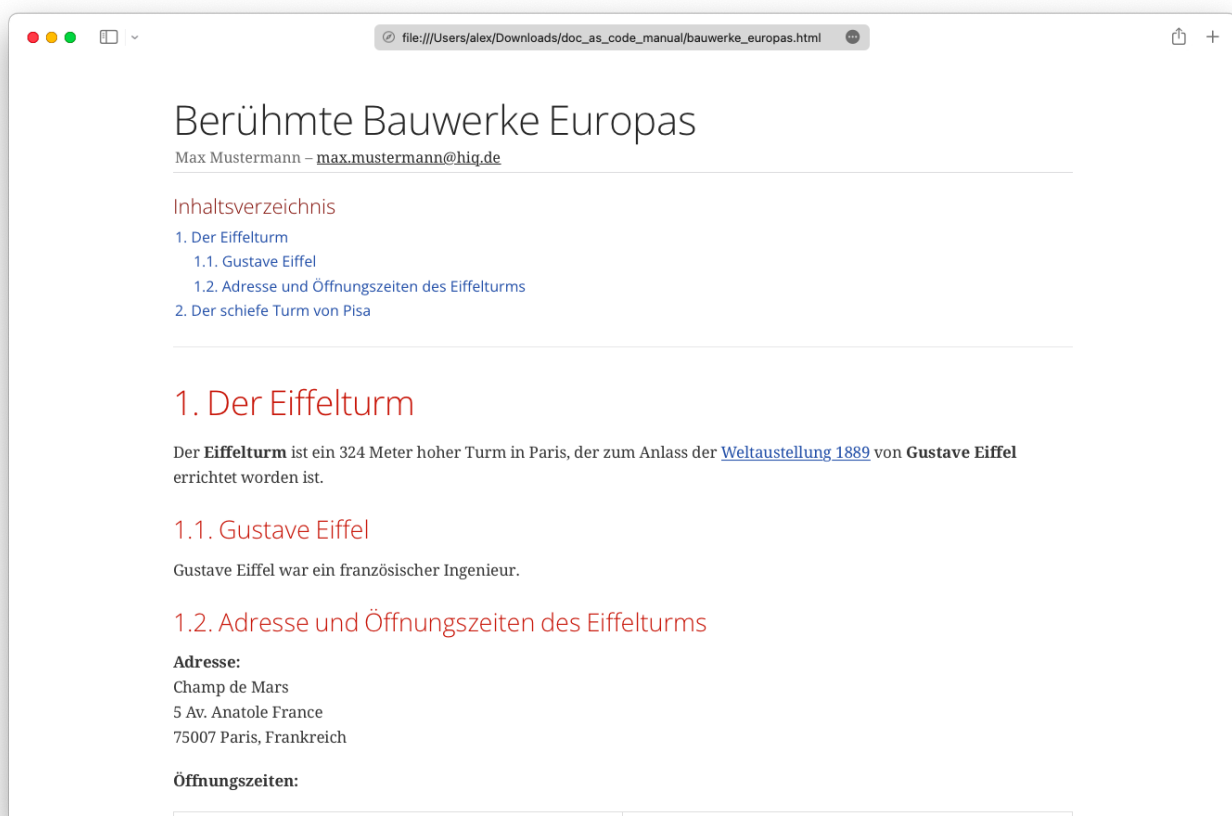 file:///Users/alex/Downloads/doc_as_code_manual/bauwerke_europas.html
Berühmte Bauwerke Europas
Max Mustermann – max.mustermann@hiq.de
Inhaltsverzeichnis
1. Der Eiffelturm
1.1. Gustave Eiffel
1.2. Adresse und Öffnungszeiten des Eiffelturms
2. Der schiefe Turm von Pisa
1. Der Eiffelturm
Der Eiffelturm ist ein 324 Meter hoher Turm in Paris, der zum Anlass der Weltaustellung 1889 von Gustave Eiffel
errichtet worden ist.
1.1. Gustave Eiffel
Gustave Eiffel war ein französischer Ingenieur.
1.2. Adresse und Öffnungszeiten des Eiffelturms
Adresse:
Champ de Mars
5 Av. Anatole France
75007 Paris, Frankreich
Öffnungszeiten: